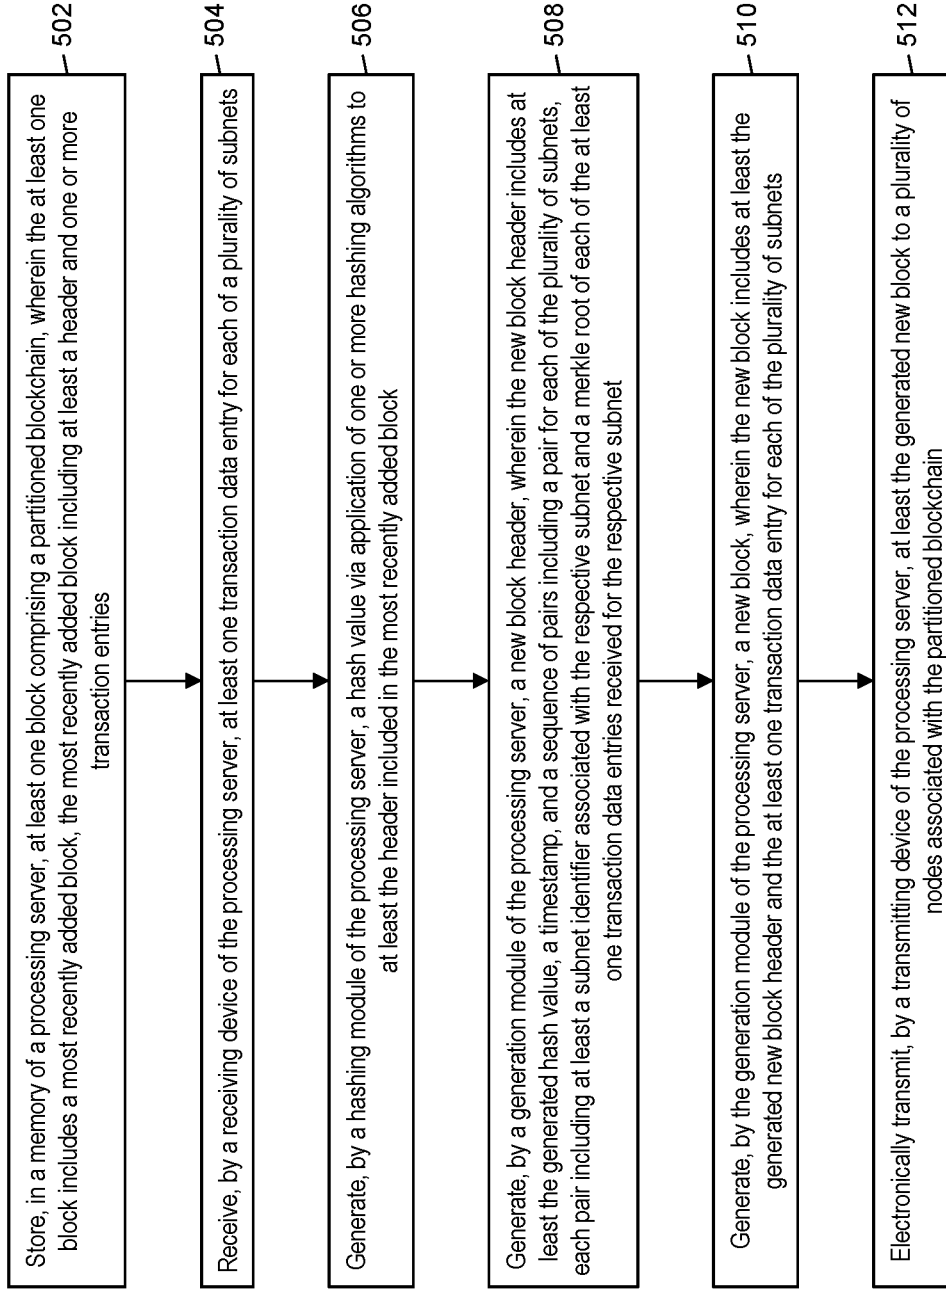 Store, in a memory of a processing server, at least one block comprising a partitioned blockchain, wherein the at least one
block includes a most recently added block, the most recently added block including at least a header and one or more
transaction entries
502
Receive, by a receiving device of the processing server, at least one transaction data entry for each of a plurality of subnets
504
Generate, by a hashing module of the processing server, a hash value via application of one or more hashing algorithms to
at least the header included in the most recently added block
506
Generate, by a generation module of the processing server, a new block header, wherein the new block header includes at
least the generated hash value, a timestamp, and a sequence of pairs including a pair for each of the plurality of subnets,
each pair including at least a subnet identifier associated with the respective subnet and a merkle root of each of the at least
one transaction data entries received for the respective subnet
508
Generate, by the generation module of the processing server, a new block, wherein the new block includes at least the
generated new block header and the at least one transaction data entry for each of the plurality of subnets
510
Electronically transmit, by a transmitting device of the processing server, at least the generated new block to a plurality of
nodes associated with the partitioned blockchain
512